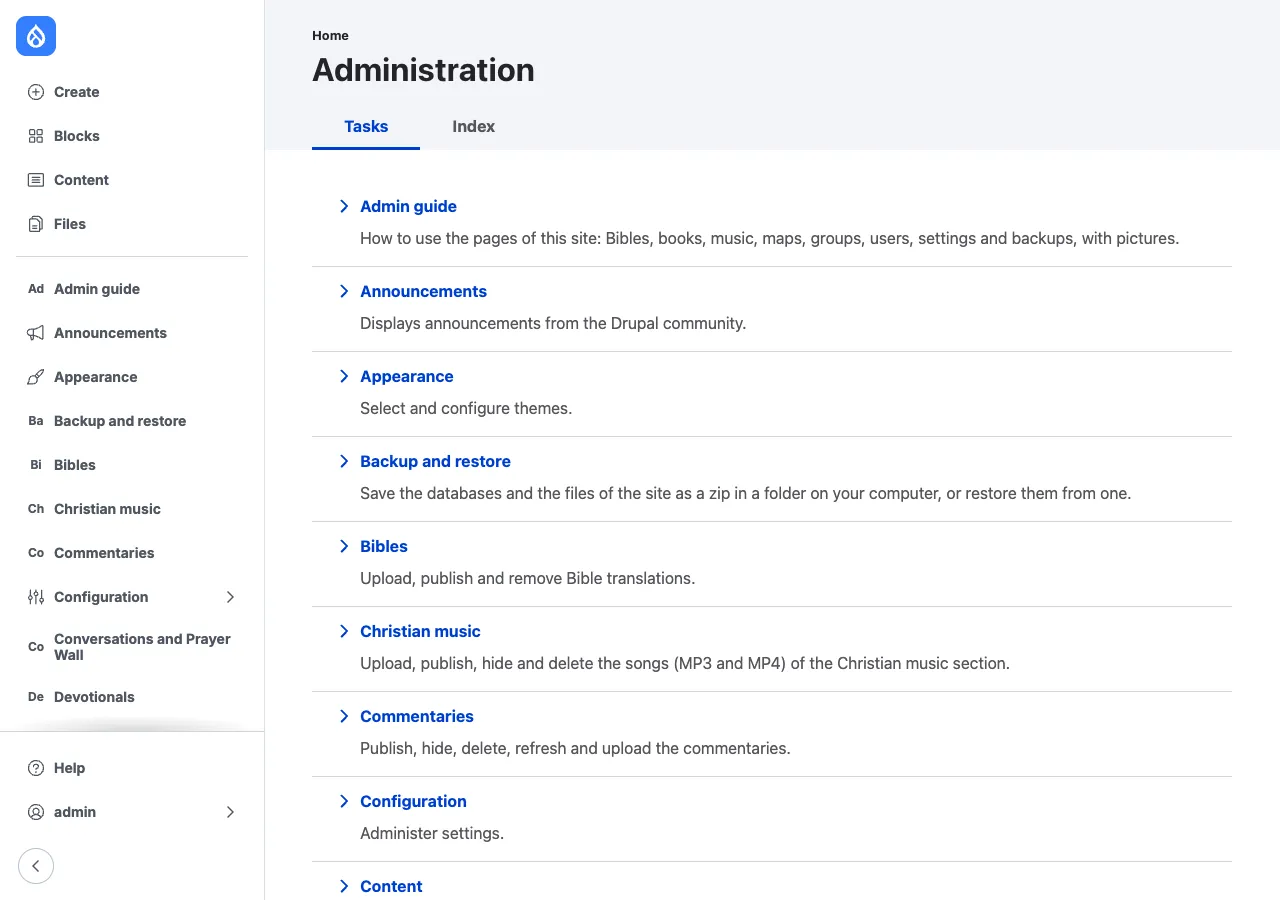 Create
Blocks
Content
Files
Ad Admin guide
Announcements
Appearance
Ba Backup and restore
Bi Bibles
Ch Christian music
Co Commentaries
Configuration
Co Conversations and Prayer
Wall
De Devotionals
Help
admin
Home
Administration
Tasks Index
Admin guide
How to use the pages of this site: Bibles, books, music, maps, groups, users, settings and backups, with pictures.
Announcements
Displays announcements from the Drupal community.
Appearance
Select and configure themes.
Backup and restore
Save the databases and the files of the site as a zip in a folder on your computer, or restore them from one.
Bibles
Upload, publish and remove Bible translations.
Christian music
Upload, publish, hide and delete the songs (MP3 and MP4) of the Christian music section.
Commentaries
Publish, hide, delete, refresh and upload the commentaries.
Configuration
Administer settings.
Content